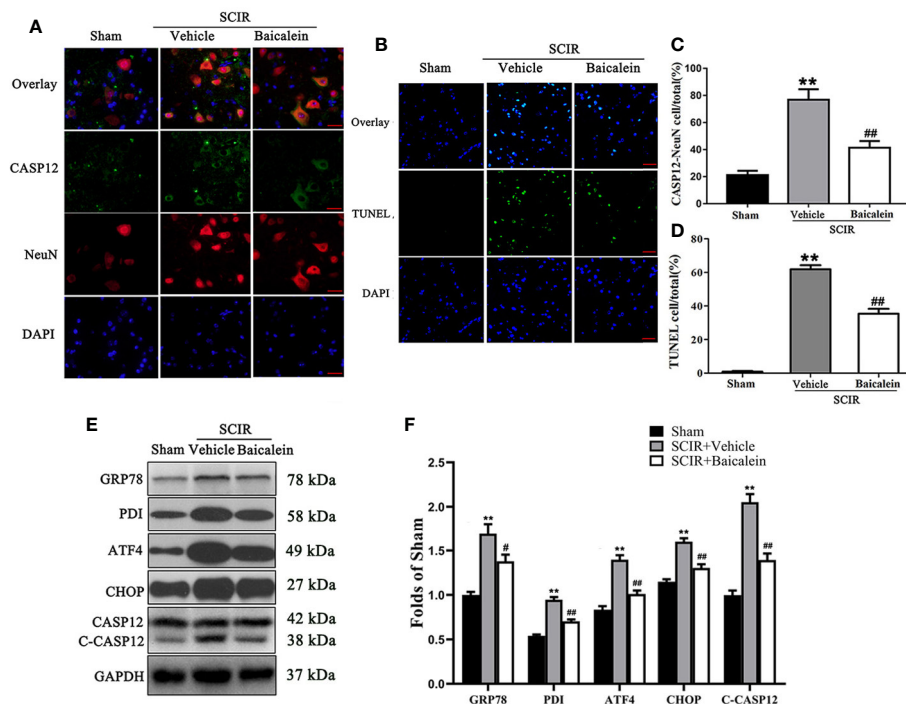 A
SCIR
Sham
Vehicle
Baicalein
Overlay
CASP12
NeuN
DAPI
B
SCIR
Sham
Vehicle
Baicalein
Overlay
TUNEL
DAPI
C
CASP12-NeuN cell/total(%)
100
80
60
40
20
0
**
##
Sham
Vehicle
Baicalein
SCIR
D
TUNEL cell/total(%)
80
60
40
20
0
**
##
Sham
Vehicle
Baicalein
SCIR
E
SCIR
Sham Vehicle Baicalein
GRP78 78 kDa
PDI 58 kDa
ATF4 49 kDa
CHOP 27 kDa
CASP12 42 kDa
C-CASP12 38 kDa
GAPDH 37 kDa
F
Sham
SCIR+Vehicle
SCIR+Baicalein
Folds of Sham
2.5
2.0
1.5
1.0
0.5
0.0
** # ** ## ** ## ** ## ** ##
GRP78 PDI ATF4 CHOP C-CASP12